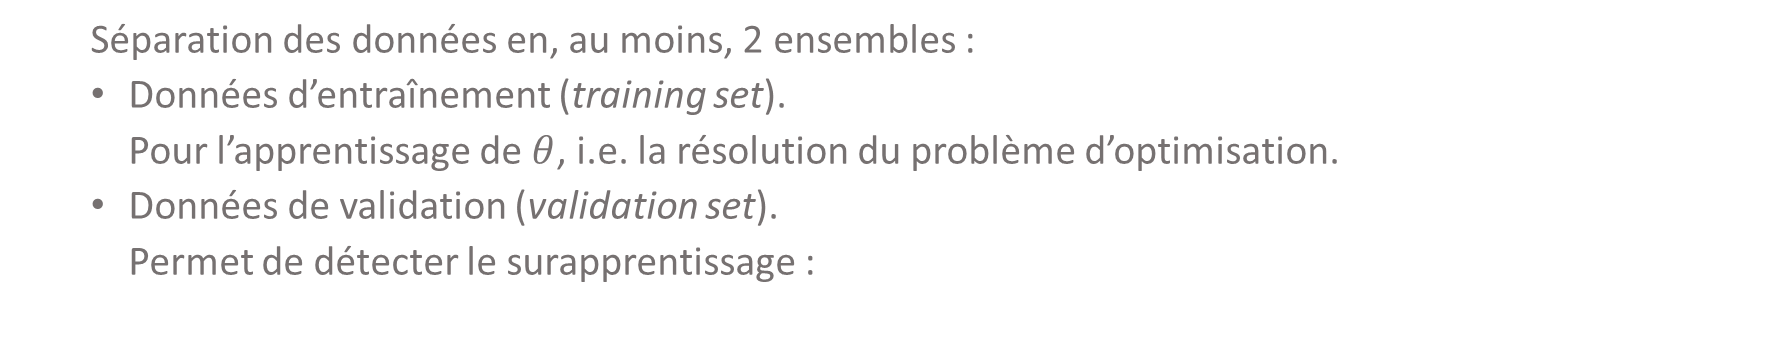 Séparation des données en, au moins, 2 ensembles :
• Données d’entraînement (training set).
Pour l’apprentissage de θ, i.e. la résolution du problème d’optimisation.
• Données de validation (validation set).
Permet de détecter le surapprentissage :